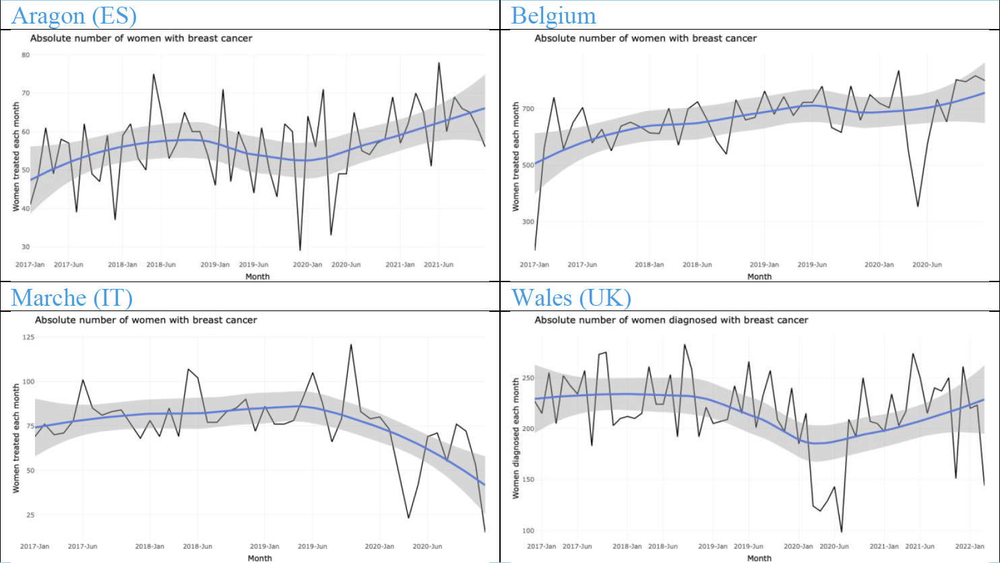 Aragon (ES)
Absolute number of women with breast cancer
Women treated each month
80
70
60
50
40
30
2017-Jan 2017-Jun 2018-Jan 2018-Jun 2019-Jan 2019-Jun 2020-Jan 2020-Jun 2021-Jan 2021-Jun
Month
Belgium
Absolute number of women with breast cancer
Women treated each month
700
500
300
2017-Jan 2017-Jun 2018-Jan 2018-Jun 2019-Jan 2019-Jun 2020-Jan 2020-Jun
Month
Marche (IT)
Absolute number of women with breast cancer
Women treated each month
125
100
75
50
25
2017-Jan 2017-Jun 2018-Jan 2018-Jun 2019-Jan 2019-Jun 2020-Jan 2020-Jun
Month
Wales (UK)
Absolute number of women diagnosed with breast cancer
Women diagnosed each month
250
200
150
100
2017-Jan 2017-Jun 2018-Jan 2018-Jun 2019-Jan 2019-Jun 2020-Jan 2020-Jun 2021-Jan 2021-Jun 2022-Jan
Month